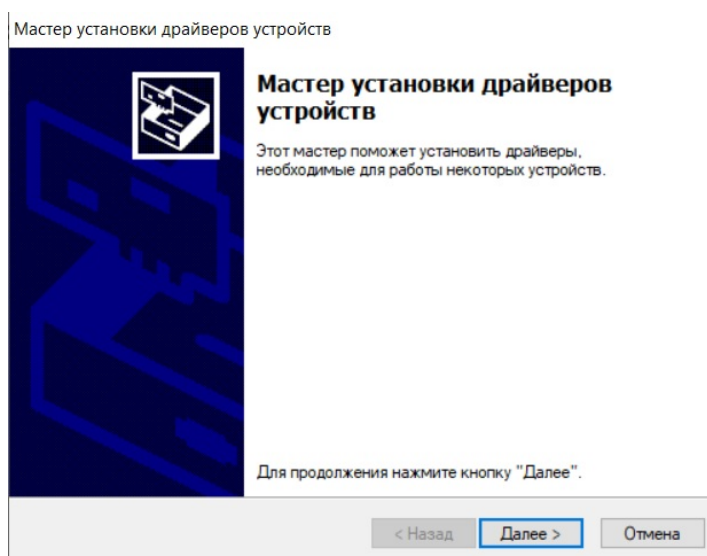 Мастер установки драйверов устройств
Мастер установки драйверов
устройств
Этот мастер поможет установить драйверы,
необходимые для работы некоторых устройств.
Для продолжения нажмите кнопку "Далее".
< Назад
Далее >
Отмена